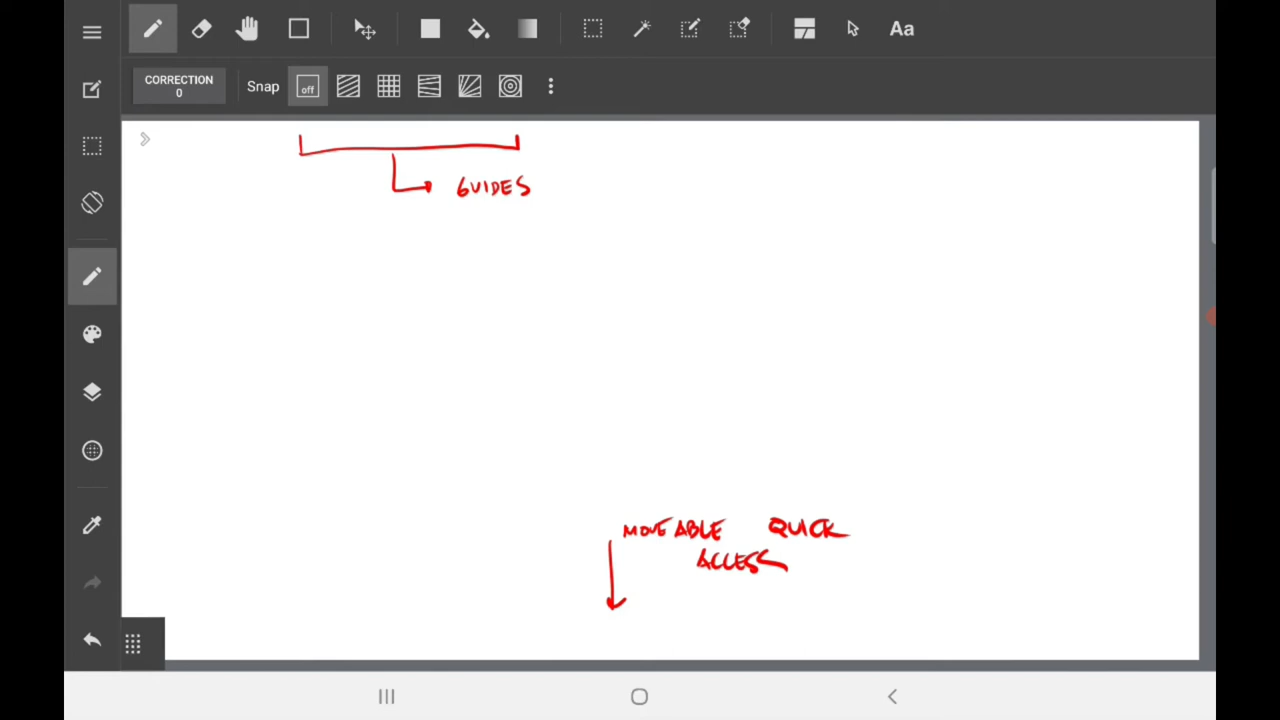 Aa
CORRECTION
0
Snap
off
GUIDES
MOVEABLE QUICK
ACCESS